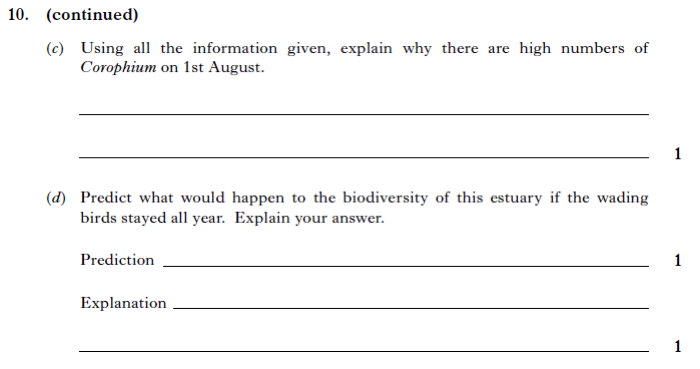 10. (continued)
(c) Using all the information given, explain why there are high numbers of
Corophium on 1st August.
1
(d) Predict what would happen to the biodiversity of this estuary if the wading
birds stayed all year. Explain your answer.
Prediction 1
Explanation
1